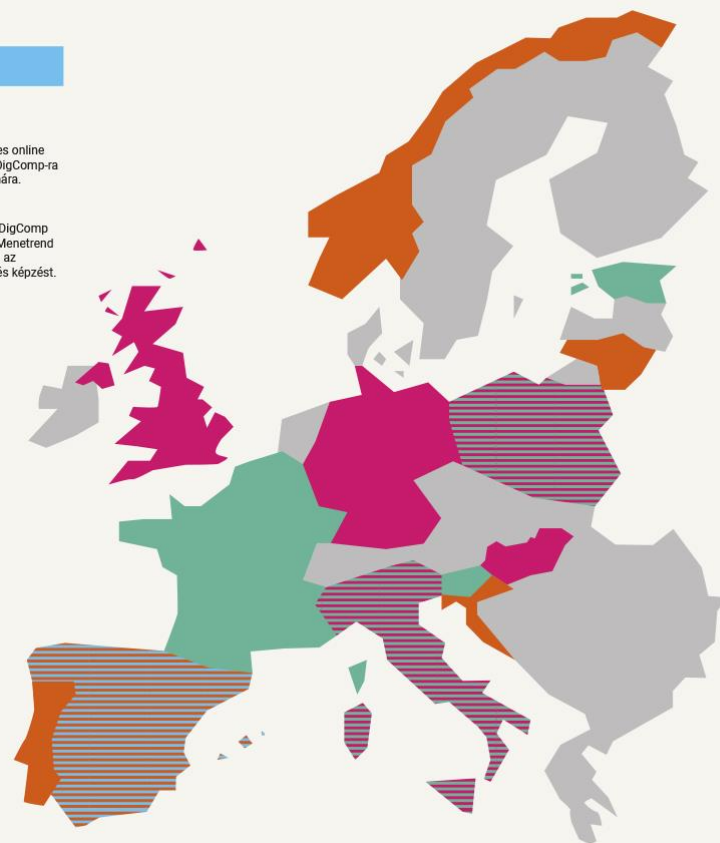 es online
DigComp-ra
ára.
DigComp
Menetrend
az
és képzést.